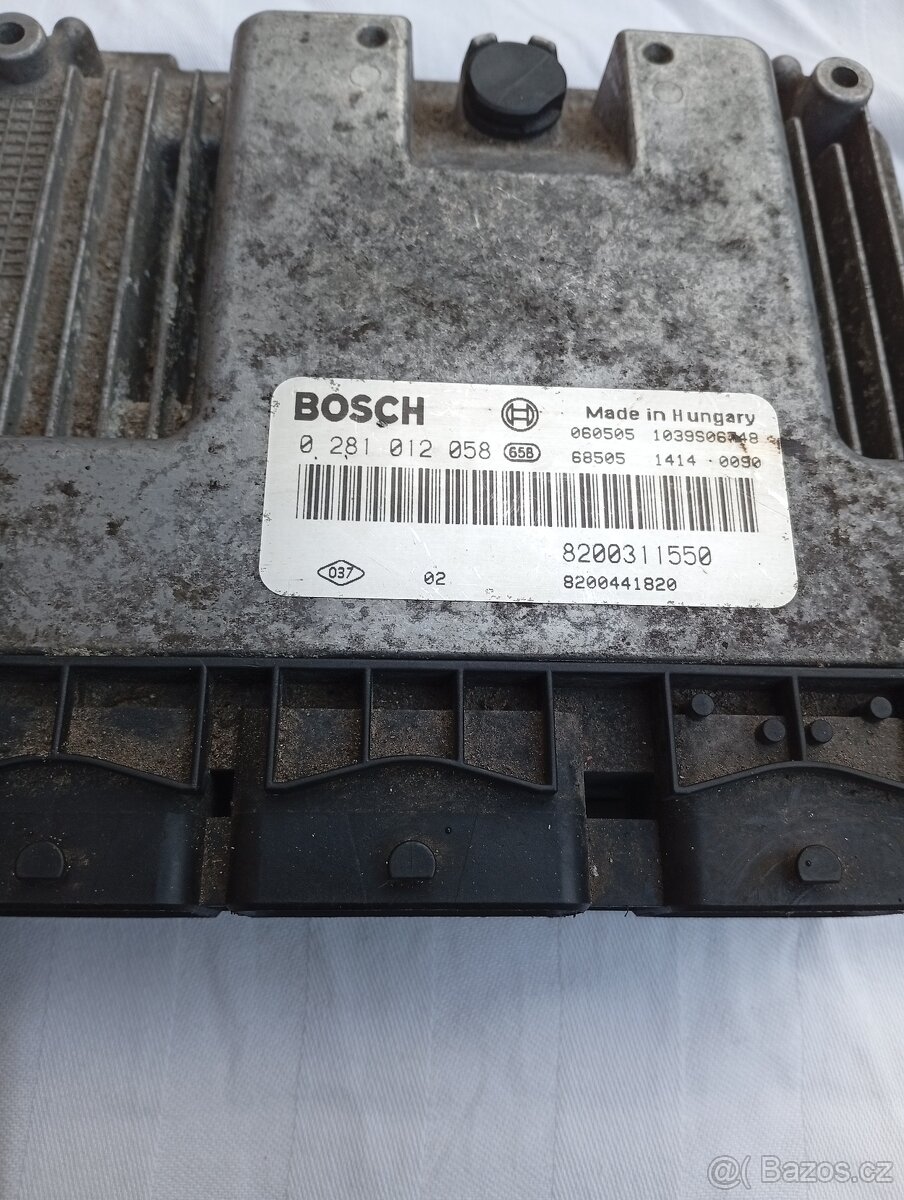 BOSCH
Made in Hungary
060505 1039S06748
0 281 012 058 65B
68505 1414 0090
8200311550
037 02 8200441820
@( Bazos.cz